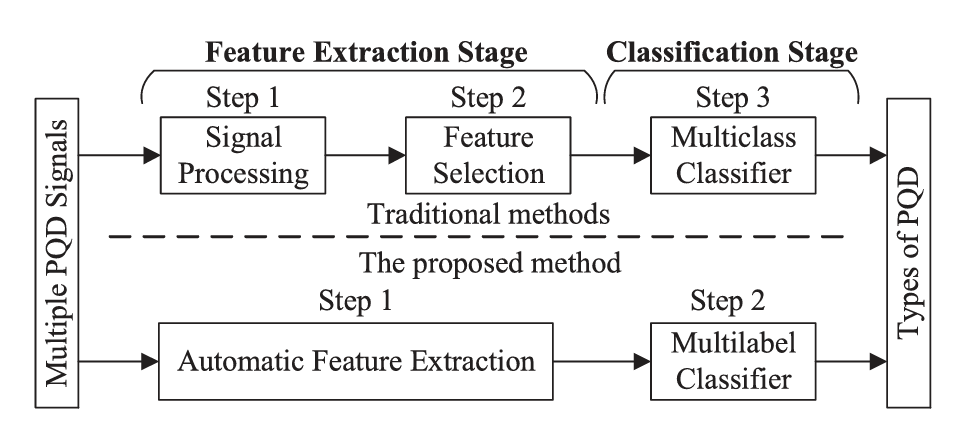 Feature Extraction Stage
Classification Stage
Step 1
Step 2
Step 3
Multiple PQD Signals
Signal
Processing
Feature
Selection
Multiclass
Classifier
Types of PQD
Traditional methods
The proposed method
Step 1
Step 2
Automatic Feature Extraction
Multilabel
Classifier